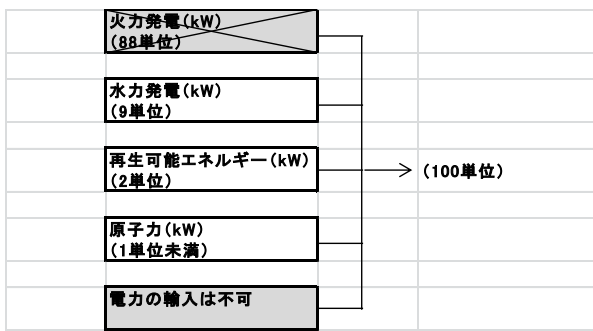 火力発電(kW)
(88単位)
水力発電(kW)
(9単位)
再生可能エネルギー(kW)
(2単位)
(100単位)
原子力(kW)
(1単位未満)
電力の輸入は不可